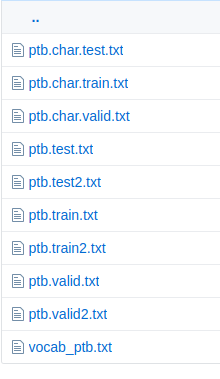 ..
ptb.char.test.txt
ptb.char.train.txt
ptb.char.valid.txt
ptb.test.txt
ptb.test2.txt
ptb.train.txt
ptb.train2.txt
ptb.valid.txt
ptb.valid2.txt
vocab_ptb.txt